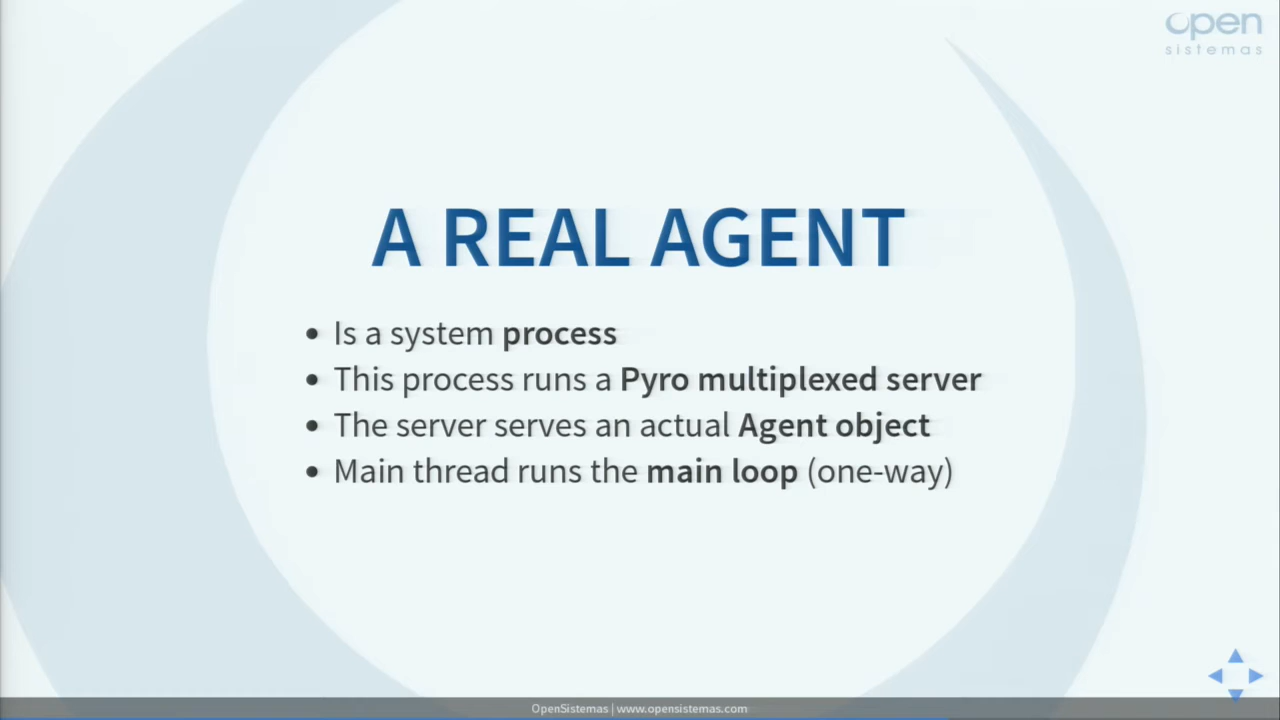 open
sistemas
A REAL AGENT
• Is a system process
• This process runs a Pyro multiplexed server
• The server serves an actual Agent object
• Main thread runs the main loop (one-way)
OpenSistemas | www.opensistemas.com